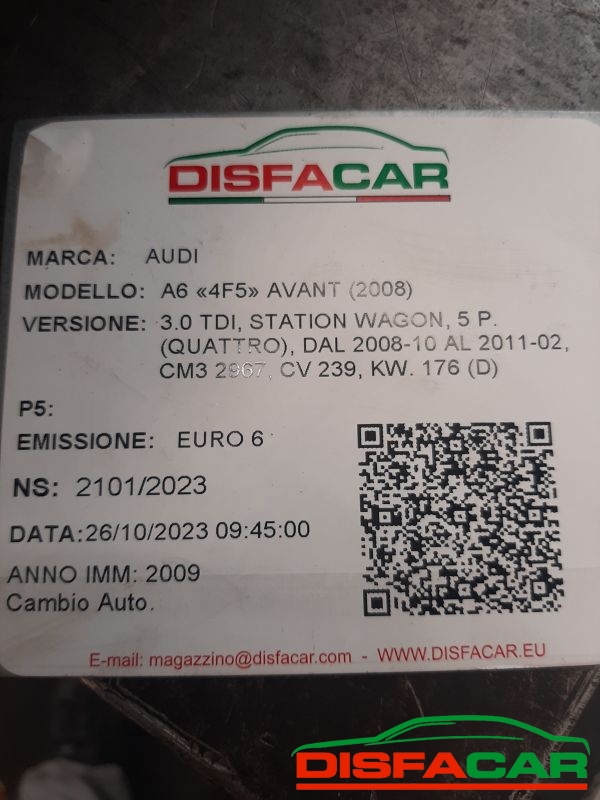 DISFACAR
MARCA: AUDI
MODELLO: A6 «4F5» AVANT (2008)
VERSIONE: 3.0 TDI, STATION WAGON, 5 P.
(QUATTRO), DAL 2008-10 AL 2011-02,
CM3 2967, CV 239, KW. 176 (D)
P5:
EMISSIONE: EURO 6
NS: 2101/2023
DATA:26/10/2023 09:45:00
ANNO IMM: 2009
Cambio Auto.
E-mail: magazzino@disfacar.com - WWW.DISFACAR.EU
DISFACAR